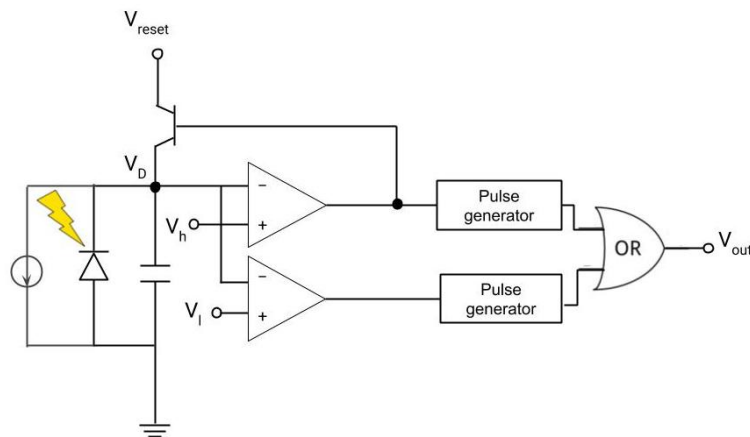 V_reset
V_D
−
V_h
+
Pulse
generator
OR
V_out
−
V_l
+
Pulse
generator